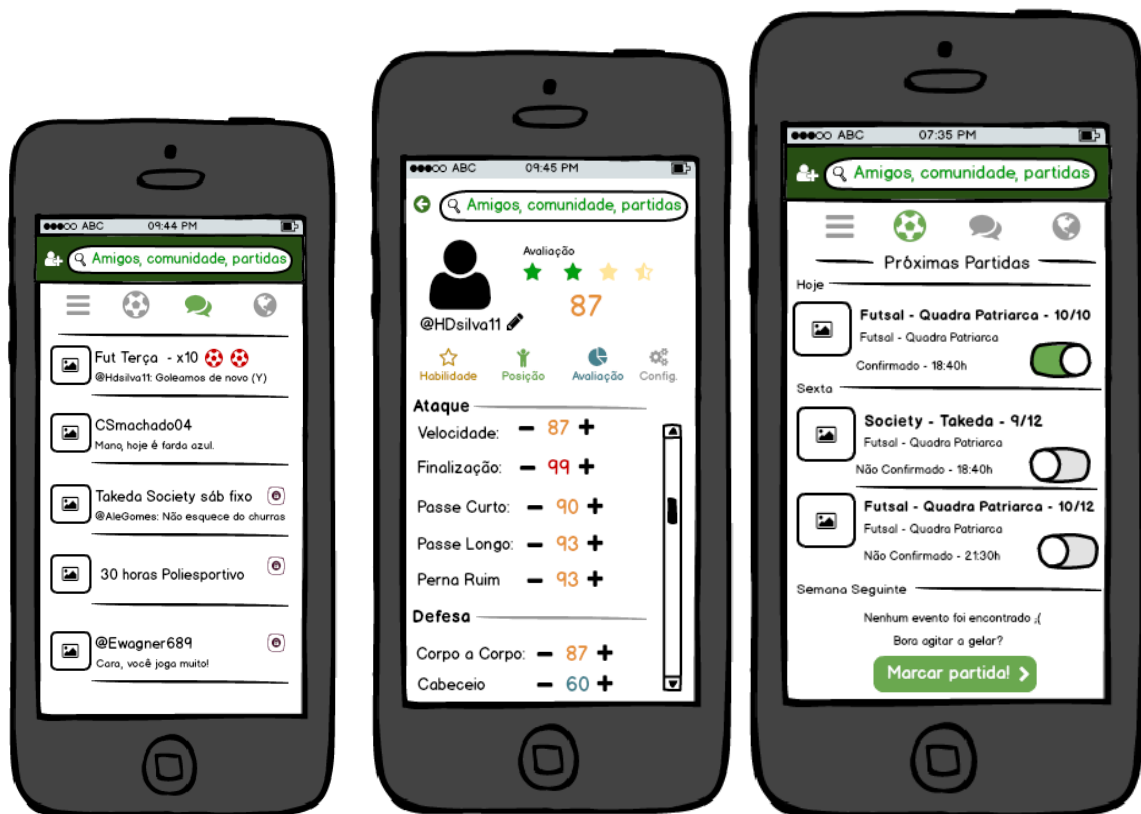 ABC 09:44 PM
Amigos, comunidade, partidas
Fut Terça - x10
@Hdsilva11: Goleamos de novo (Y)
CSmachado04
Mano, hoje é farda azul.
Takeda Society sáb fixo
@AleGomes: Não esquece do churras
30 horas Poliesportivo
@Ewagner689
Cara, você joga muito!
ABC 09:45 PM
Amigos, comunidade, partidas
Avaliação
87
@HDsilva11
Habilidade Posição Avaliação Config.
Ataque
Velocidade: - 87 +
Finalização: - 99 +
Passe Curto: - 90 +
Passe Longo: - 93 +
Perna Ruim - 93 +
Defesa
Corpo a Corpo: - 87 +
Cabeceio - 60 +
ABC 07:35 PM
Amigos, comunidade, partidas
Próximas Partidas
Hoje
Futsal - Quadra Patriarca - 10/10
Futsal - Quadra Patriarca
Confirmado - 18:40h
Sexta
Society - Takeda - 9/12
Futsal - Quadra Patriarca
Não Confirmado - 18:40h
Futsal - Quadra Patriarca - 10/12
Futsal - Quadra Patriarca
Não Confirmado - 21:30h
Semana Seguinte
Nenhum evento foi encontrado ;(
Bora agitar a gelar?
Marcar partida!